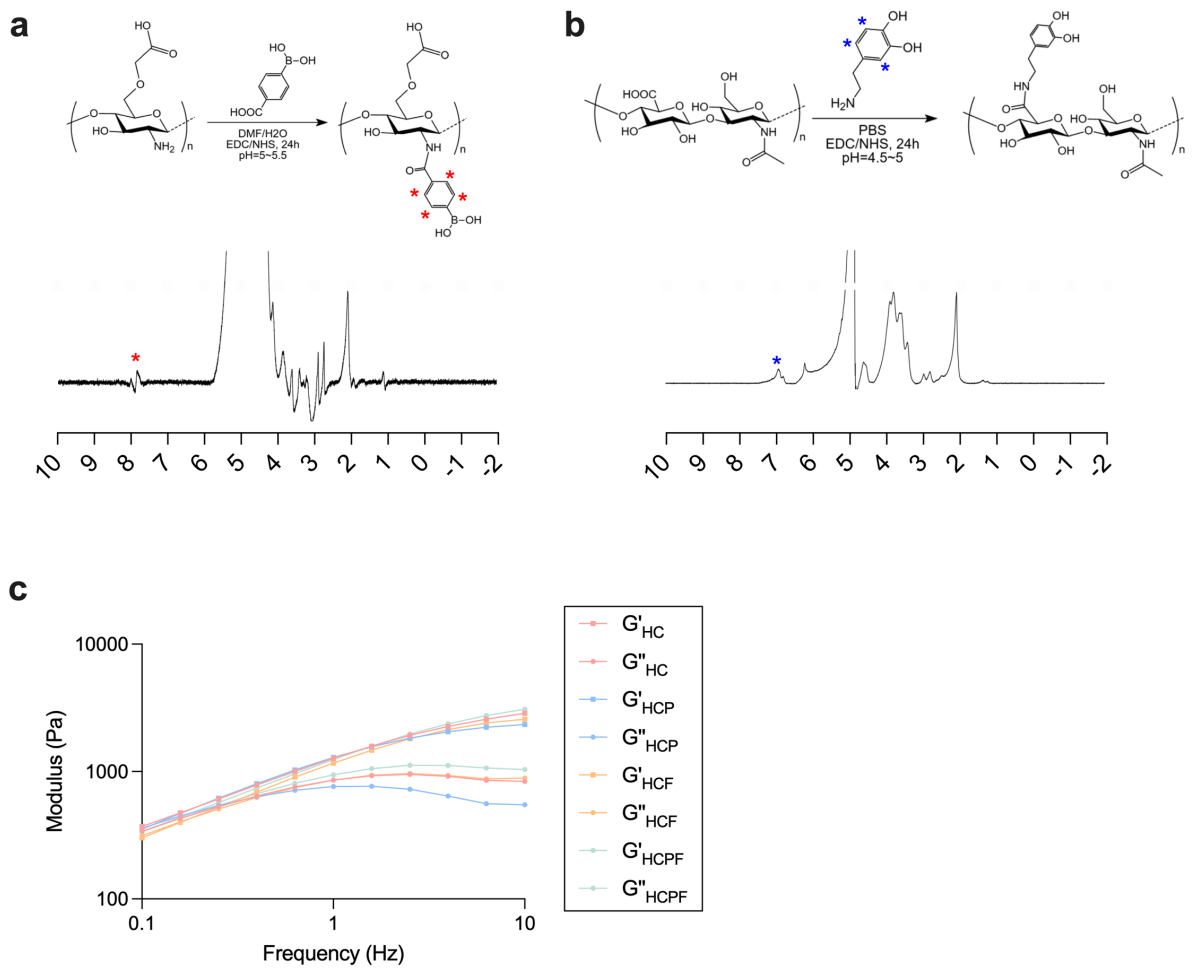 a
HO
O
O
HO
B
OH
HOOC
O
O
HO
NH2
n
DMF/H2O
EDC/NHS, 24h
pH=5~5.5
HO
O
O
O
O
HO
NH
n
O
*
*
*
*
B-OH
HO
*
10 9 8 7 6 5 4 3 2 1 0 -1 -2
b
HOOC
O
O
HO
OH
OH
O
HO
O
O
NH
O
n
*
*
*
OH
OH
H2N
PBS
EDC/NHS, 24h
pH=4.5~5
OH
HO
HN
O
O
O
HO
OH
OH
O
HO
O
O
NH
O
n
*
10 9 8 7 6 5 4 3 2 1 0 -1 -2
c
Modulus (Pa)
10000
1000
100
0.1 1 10
Frequency (Hz)
G'HC
G"HC
G'HCP
G"HCP
G'HCF
G"HCF
G'HCPF
G"HCPF